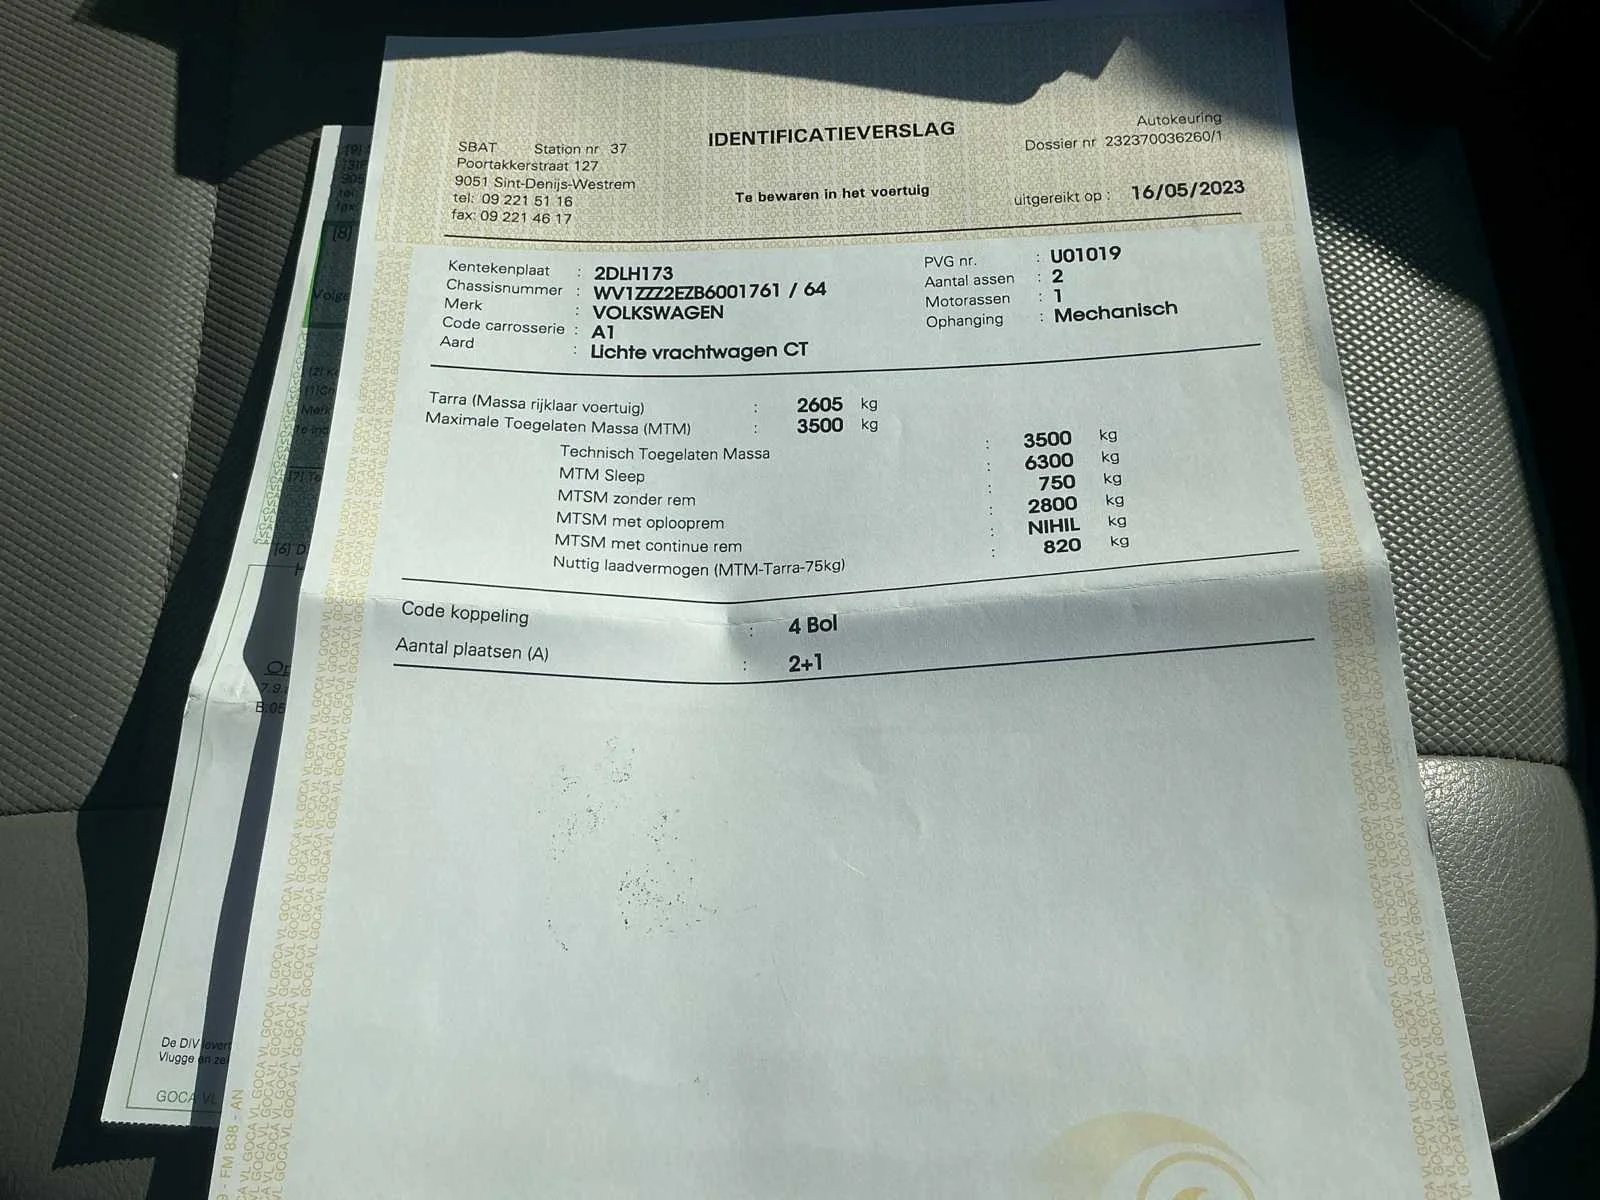 IDENTIFICATIEVERSLAG
Te bewaren in het voertuig
SBAT Station nr 37
Poortakkerstraat 127
9051 Sint-Denijs-Westrem
tel: 09 221 51 16
fax: 09 221 46 17
Autokeuring
Dossier nr 232370036260/1
uitgereikt op : 16/05/2023
Kentekenplaat : 2DLH173
Chassisnummer : WV1ZZZ2EZB6001761 / 64
Merk : VOLKSWAGEN
Code carrosserie : A1
Aard : Lichte vrachtwagen CT
PVG nr. : U01019
Aantal assen : 2
Motorassen : 1
Ophanging : Mechanisch
Tarra (Massa rijklaar voertuig) : 2605 kg
Maximale Toegelaten Massa (MTM) : 3500 kg
Technisch Toegelaten Massa : 3500 kg
MTM Sleep : 6300 kg
MTSM zonder rem : 750 kg
MTSM met oplooprem : 2800 kg
MTSM met continue rem : NIHIL kg
Nuttig laadvermogen (MTM-Tarra-75kg) : 820 kg
Code koppeling : 4 Bol
Aantal plaatsen (A) : 2+1
[8]
De DIV
GOCA VL
- FM 838 - AN